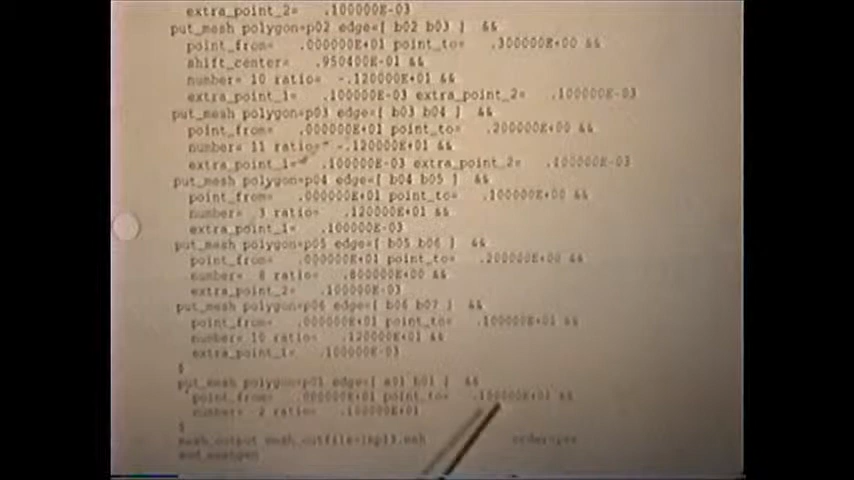 extra_point_2= .100000E-03
put_mesh polygon=p02 edge=[ b02 b03 ] &&
point_from= .000000E+01 point_to= .300000E+00 &&
shift_center= .950400E-01 &&
number= 10 ratio= -.120000E+01 &&
extra_point_1= .100000E-03 extra_point_2= .100000E-03
put_mesh polygon=p03 edge=[ b03 b04 ] &&
point_from= .000000E+01 point_to= .200000E+00 &&
number= 11 ratio= -.120000E+01 &&
extra_point_1= .100000E-03 extra_point_2= .100000E-03
put_mesh polygon=p04 edge=[ b04 b05 ] &&
point_from= .000000E+01 point_to= .100000E+00 &&
number= 3 ratio= .120000E+01 &&
extra_point_1= .100000E-03
put_mesh polygon=p05 edge=[ b05 b06 ] &&
point_from= .000000E+01 point_to= .200000E+00 &&
number= 8 ratio= .800000E+00 &&
extra_point_2= .100000E-03
put_mesh polygon=p06 edge=[ b06 b07 ] &&
point_from= .000000E+01 point_to= .100000E+01 &&
number= 10 ratio= .120000E+01 &&
extra_point_1= .100000E-03
put_mesh polygon=p01 edge=[ a01 b01 ] &&
point_from= .000000E+01 point_to= .100000E+01 &&
number= 2 ratio= .100000E+01